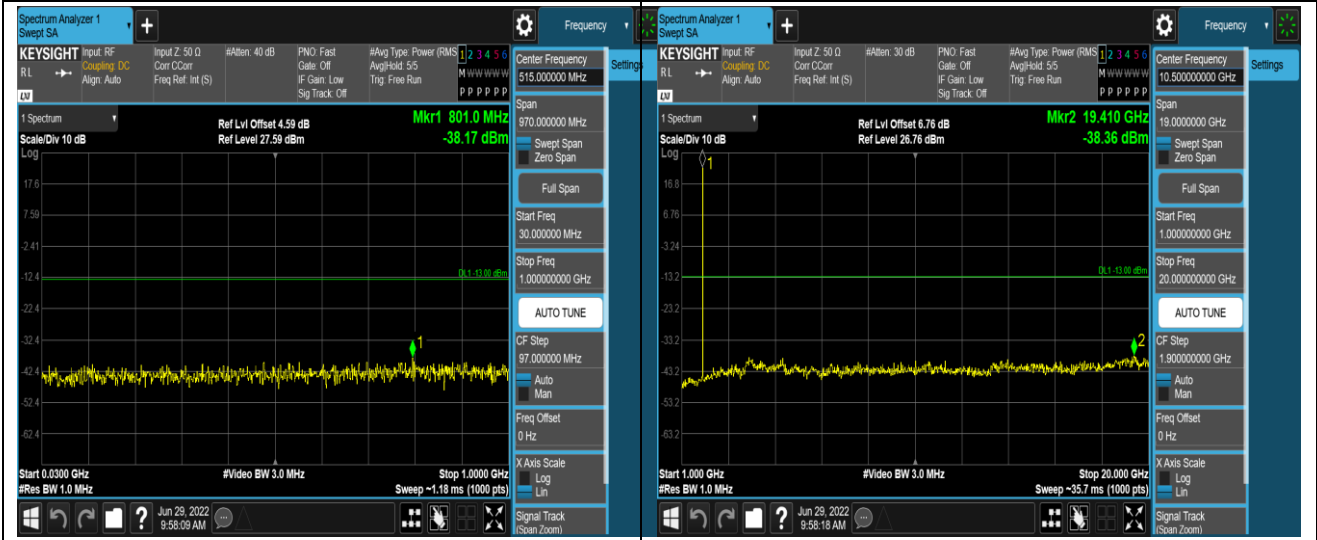 Spectrum Analyzer 1
Swept SA
+
Frequency
KEYSIGHT
RL
LXI
Input: RF
Coupling: DC
Align: Auto
Input Z: 50 Ω
Corr CCorr
Freq Ref: Int (S)
#Atten: 40 dB
PNO: Fast
Gate: Off
IF Gain: Low
Sig Track: Off
#Avg Type: Power (RMS
Avg|Hold: 5/5
Trig: Free Run
1 2 3 4 5 6
M W W W W W
P P P P P P
Center Frequency
515.000000 MHz
Settings
1 Spectrum
Scale/Div 10 dB
Log
Ref Lvl Offset 4.59 dB
Ref Level 27.59 dBm
Mkr1 801.0 MHz
-38.17 dBm
Span
970.000000 MHz
Swept Span
Zero Span
Full Span
Start Freq
30.000000 MHz
Stop Freq
1.000000000 GHz
AUTO TUNE
CF Step
97.000000 MHz
Auto
Man
Freq Offset
0 Hz
X Axis Scale
Log
Lin
Signal Track
(Span Zoom)
17.6
7.59
-2.41
-12.4
DL1 -13.00 dBm
-22.4
-32.4
1
-42.4
-52.4
-62.4
Start 0.0300 GHz
#Res BW 1.0 MHz
#Video BW 3.0 MHz
Stop 1.0000 GHz
Sweep ~1.18 ms (1000 pts)
?
Jun 29, 2022
9:58:09 AM
Spectrum Analyzer 1
Swept SA
+
Frequency
KEYSIGHT
RL
LXI
Input: RF
Coupling: DC
Align: Auto
Input Z: 50 Ω
Corr CCorr
Freq Ref: Int (S)
#Atten: 30 dB
PNO: Fast
Gate: Off
IF Gain: Low
Sig Track: Off
#Avg Type: Power (RMS
Avg|Hold: 5/5
Trig: Free Run
1 2 3 4 5 6
M W W W W W
P P P P P P
Center Frequency
10.500000000 GHz
Settings
1 Spectrum
Scale/Div 10 dB
Log
Ref Lvl Offset 6.76 dB
Ref Level 26.76 dBm
Mkr2 19.410 GHz
-38.36 dBm
Span
19.0000000 GHz
Swept Span
Zero Span
Full Span
Start Freq
1.000000000 GHz
Stop Freq
20.000000000 GHz
AUTO TUNE
CF Step
1.900000000 GHz
Auto
Man
Freq Offset
0 Hz
X Axis Scale
Log
Lin
Signal Track
(Span Zoom)
1
16.8
6.76
-3.24
-13.2
DL1 -13.00 dBm
-23.2
-33.2
2
-43.2
-53.2
-63.2
Start 1.000 GHz
#Res BW 1.0 MHz
#Video BW 3.0 MHz
Stop 20.000 GHz
Sweep ~35.7 ms (1000 pts)
?
Jun 29, 2022
9:58:18 AM